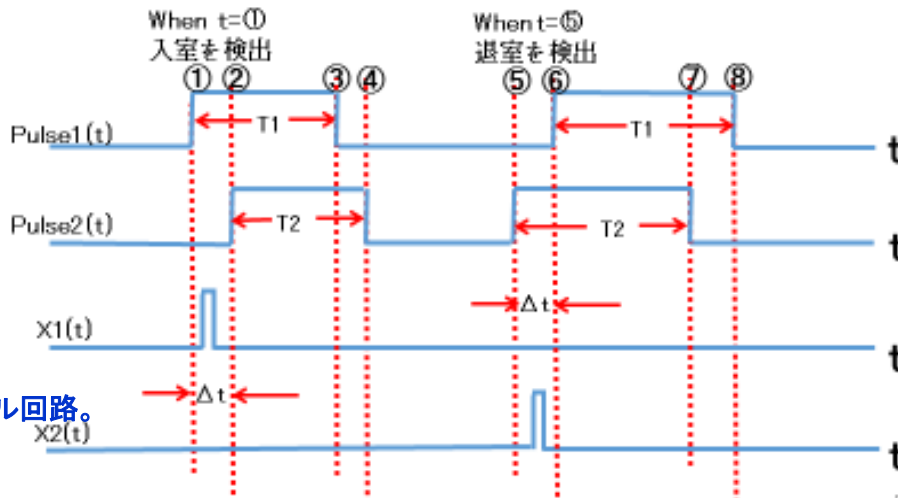 When t=①
入室を検出
When t=⑤
退室を検出
① ② ③ ④ ⑤ ⑥ ⑦ ⑧
Pulse1(t)
T1
T1
t
Pulse2(t)
T2
T2
t
X1(t)
Δt
t
Δt
ル回路。
X2(t)
t